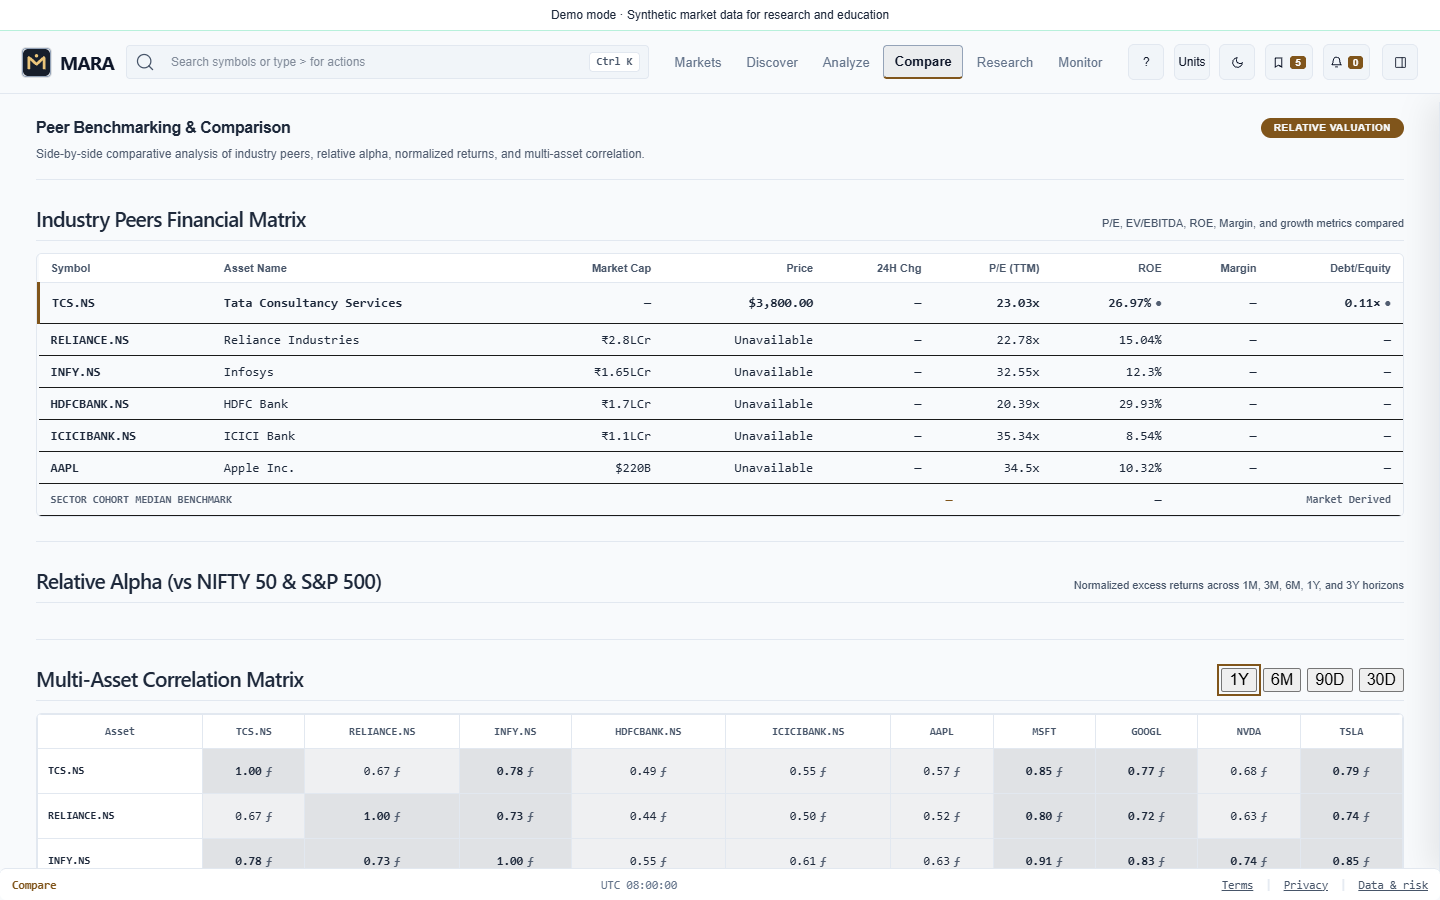 Demo mode · Synthetic market data for research and education
MARA
Search symbols or type > for actions
Ctrl K
Markets Discover Analyze Compare Research Monitor
? Units 5 0
Peer Benchmarking & Comparison
RELATIVE VALUATION
Side-by-side comparative analysis of industry peers, relative alpha, normalized returns, and multi-asset correlation.
Industry Peers Financial Matrix
P/E, EV/EBITDA, ROE, Margin, and growth metrics compared
Symbol Asset Name Market Cap Price 24H Chg P/E (TTM) ROE Margin Debt/Equity
TCS.NS Tata Consultancy Services — $3,800.00 — 23.03x 26.97% • — 0.11× •
RELIANCE.NS Reliance Industries ₹2.8LCr Unavailable — 22.78x 15.04% — —
INFY.NS Infosys ₹1.65LCr Unavailable — 32.55x 12.3% — —
HDFCBANK.NS HDFC Bank ₹1.7LCr Unavailable — 20.39x 29.93% — —
ICICIBANK.NS ICICI Bank ₹1.1LCr Unavailable — 35.34x 8.54% — —
AAPL Apple Inc. $220B Unavailable — 34.5x 10.32% — —
SECTOR COHORT MEDIAN BENCHMARK — — Market Derived
Relative Alpha (vs NIFTY 50 & S&P 500)
Normalized excess returns across 1M, 3M, 6M, 1Y, and 3Y horizons
Multi-Asset Correlation Matrix
1Y 6M 90D 30D
Asset TCS.NS RELIANCE.NS INFY.NS HDFCBANK.NS ICICIBANK.NS AAPL MSFT GOOGL NVDA TSLA
TCS.NS 1.00 ƒ 0.67 ƒ 0.78 ƒ 0.49 ƒ 0.55 ƒ 0.57 ƒ 0.85 ƒ 0.77 ƒ 0.68 ƒ 0.79 ƒ
RELIANCE.NS 0.67 ƒ 1.00 ƒ 0.73 ƒ 0.44 ƒ 0.50 ƒ 0.52 ƒ 0.80 ƒ 0.72 ƒ 0.63 ƒ 0.74 ƒ
INFY.NS 0.78 ƒ 0.73 ƒ 1.00 ƒ 0.55 ƒ 0.61 ƒ 0.63 ƒ 0.91 ƒ 0.83 ƒ 0.74 ƒ 0.85 ƒ
Compare
UTC 08:00:00
Terms | Privacy | Data & risk